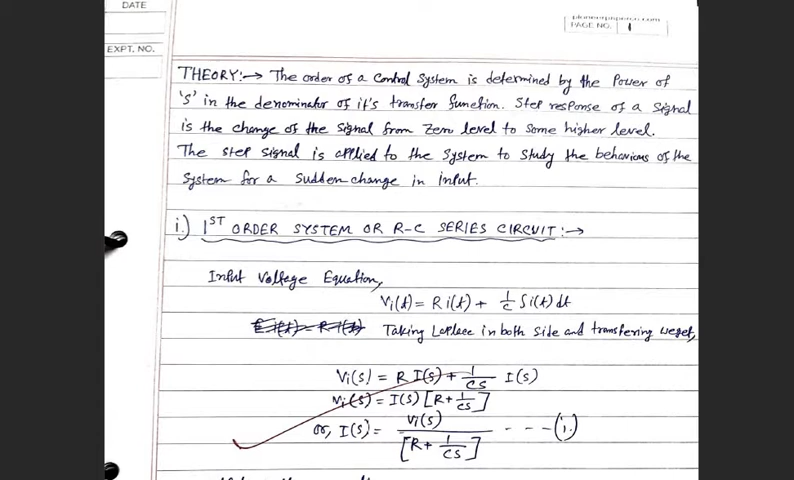 DATE
EXPT. NO.
PAGE NO. 1
THEORY:→ The order of a control system is determined by the Power of
's' in the denominator of it's transfer function. Step response of a signal
is the change of the signal from Zero level to some higher level.
The step signal is applied to the system to study the behaviour of the
system for a sudden change in input.
i.) 1ST ORDER SYSTEM OR R-C SERIES CIRCUIT:→
Input Voltage Equation,
Vi(t) = R i(t) + 1/C ∫i(t) dt
Taking Laplace in both side and transfering we get,
Vi(s) = R I(s) + 1/CS I(s)
Vi(s) = I(s) [R + 1/CS]
or, I(s) = Vi(s) / [R + 1/CS] ----(i.)